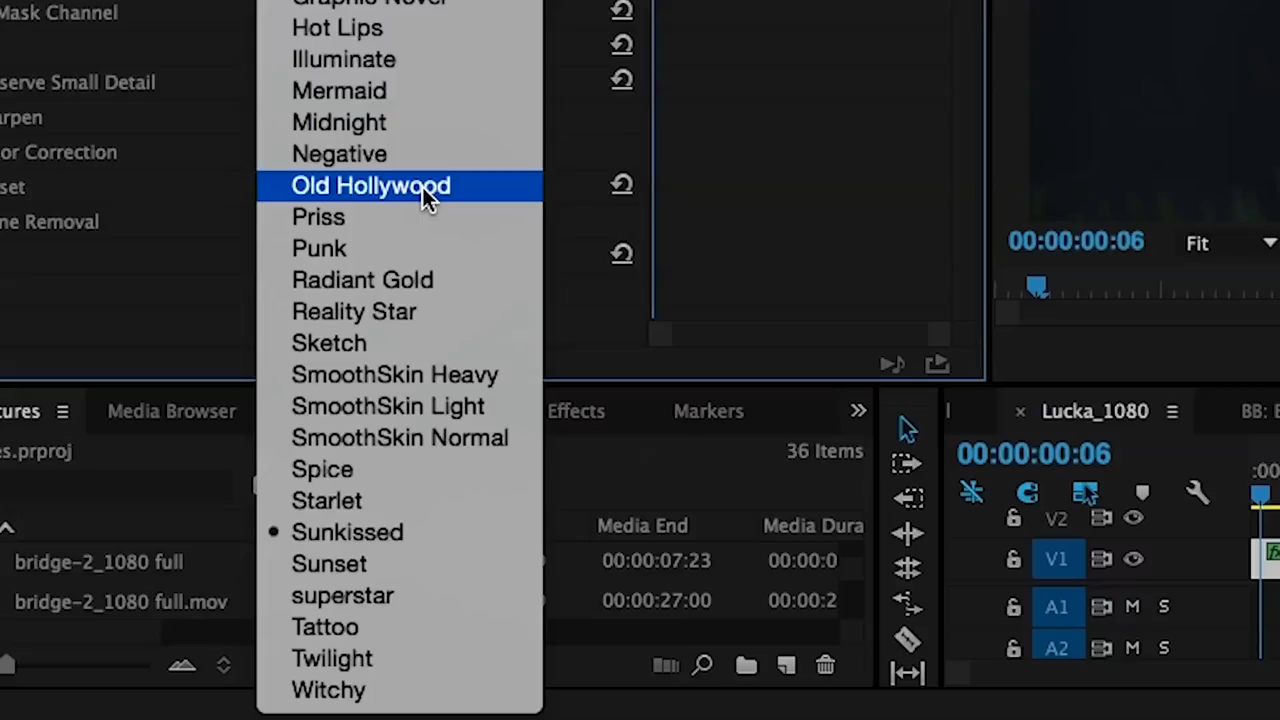 Mask Channel
serve Small Detail
arpen
or Correction
set
ne Removal
Graphic Novel
Hot Lips
Illuminate
Mermaid
Midnight
Negative
Old Hollywood
Priss
Punk
Radiant Gold
Reality Star
Sketch
SmoothSkin Heavy
SmoothSkin Light
SmoothSkin Normal
Spice
Starlet
Sunkissed
Sunset
superstar
Tattoo
Twilight
Witchy
00:00:00:06 Fit
tures Media Browser Effects Markers
es.prproj 36 Items
Media End Media Dura
bridge-2_1080 full 00:00:07:23 00:00:0
bridge-2_1080 full.mov 00:00:27:00 00:00:2
× Lucka_1080 BB: E
00:00:00:06
:00
V2
V1 fx
A1 M S
A2 M S